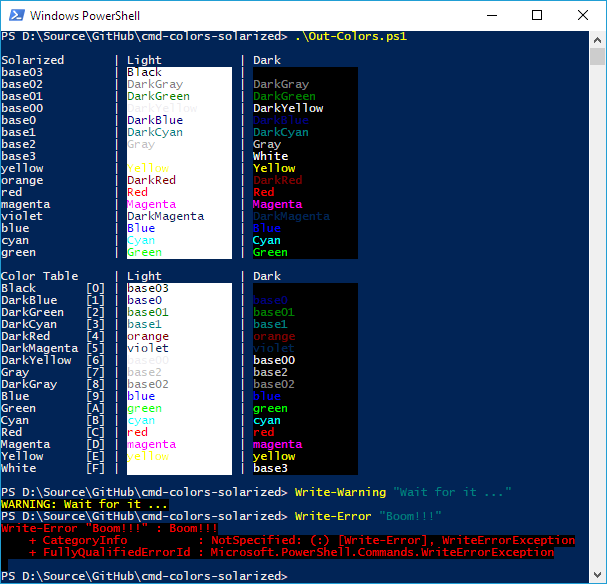 Windows PowerShell
PS D:\Source\GitHub\cmd-colors-solarized> .\Out-Colors.ps1
Solarized | Light | Dark
base03 | Black |
base02 | DarkGray | DarkGray
base01 | DarkGreen | DarkGreen
base00 | DarkYellow | DarkYellow
base0 | DarkBlue | DarkBlue
base1 | DarkCyan | DarkCyan
base2 | Gray | Gray
base3 | | White
yellow | Yellow | Yellow
orange | DarkRed | DarkRed
red | Red | Red
magenta | Magenta | Magenta
violet | DarkMagenta | DarkMagenta
blue | Blue | Blue
cyan | Cyan | Cyan
green | Green | Green
Color Table | Light | Dark
Black [0] | base03 |
DarkBlue [1] | base0 | base0
DarkGreen [2] | base01 | base01
DarkCyan [3] | base1 | base1
DarkRed [4] | orange | orange
DarkMagenta [5] | violet | violet
DarkYellow [6] | base00 | base00
Gray [7] | base2 | base2
DarkGray [8] | base02 | base02
Blue [9] | blue | blue
Green [A] | green | green
Cyan [B] | cyan | cyan
Red [C] | red | red
Magenta [D] | magenta | magenta
Yellow [E] | yellow | yellow
White [F] | | base3
PS D:\Source\GitHub\cmd-colors-solarized> Write-Warning "Wait for it ..."
WARNING: Wait for it ...
PS D:\Source\GitHub\cmd-colors-solarized> Write-Error "Boom!!!"
Write-Error "Boom!!!" : Boom!!!
+ CategoryInfo : NotSpecified: (:) [Write-Error], WriteErrorException
+ FullyQualifiedErrorId : Microsoft.PowerShell.Commands.WriteErrorException
PS D:\Source\GitHub\cmd-colors-solarized>